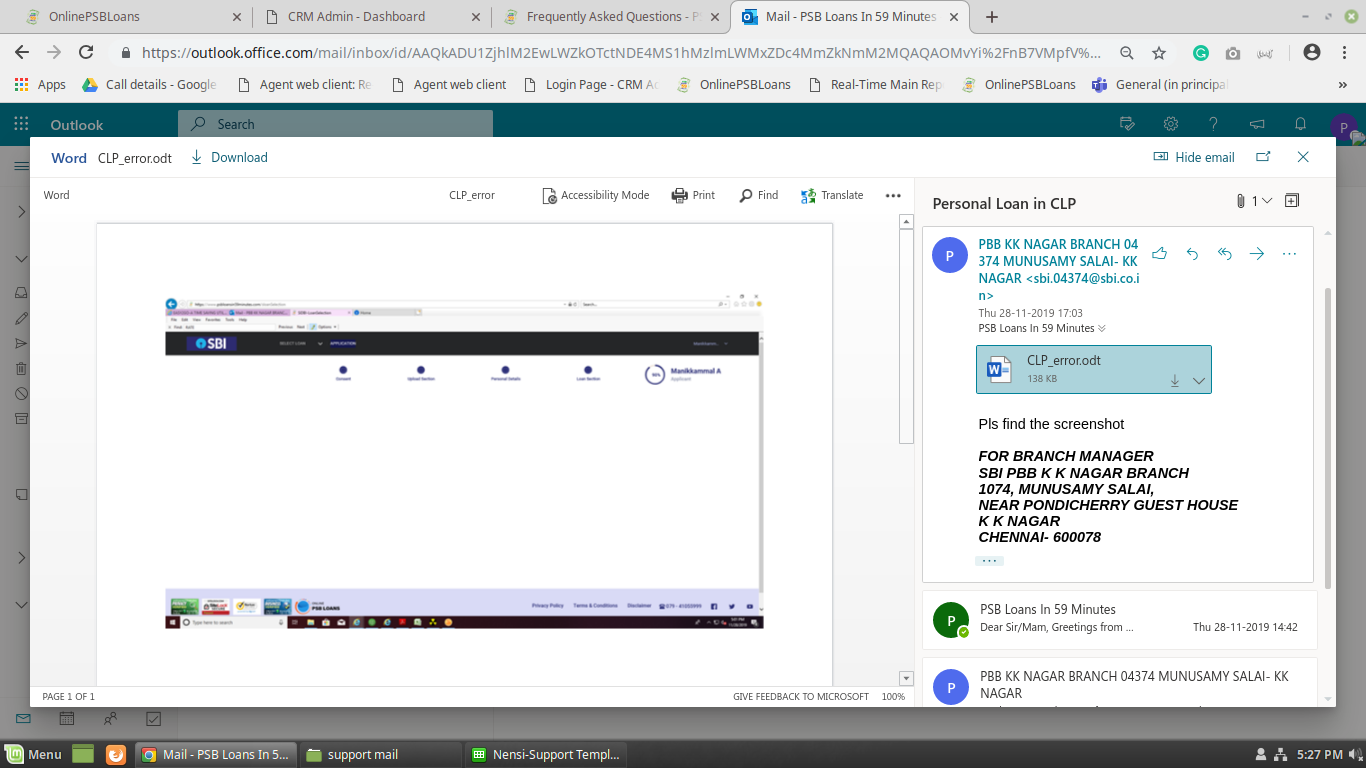 OnlinePSBLoans
CRM Admin - Dashboard
Frequently Asked Questions - P
Mail - PSB Loans In 59 Minutes
https://outlook.office.com/mail/inbox/id/AAQkADU1ZjhlM2EwLWZkOTctNDE4MS1hMzlmLWMxZDc4MmZkNmM2MQAQAOMvYi%2FnB7VMpfV%...
Apps
Call details - Google
Agent web client: Re
Agent web client
Login Page - CRM Ac
OnlinePSBLoans
Real-Time Main Rep
OnlinePSBLoans
General (in principal
»
Outlook
Search
P
Word
CLP_error.odt
Download
Hide email
Word
CLP_error
Accessibility Mode
Print
Find
Translate
Personal Loan in CLP
1
P
PBB KK NAGAR BRANCH 04
374 MUNUSAMY SALAI- KK
NAGAR <sbi.04374@sbi.co.i
n>
Thu 28-11-2019 17:03
PSB Loans In 59 Minutes
CLP_error.odt
138 KB
Pls find the screenshot
FOR BRANCH MANAGER
SBI PBB K K NAGAR BRANCH
1074, MUNUSAMY SALAI,
NEAR PONDICHERRY GUEST HOUSE
K K NAGAR
CHENNAI- 600078
...
SBI
SELECT LOAN
APPLICATION
Consent
Upload Section
Personal Details
Loan Section
Manikkammal A
Applicant
PSB LOANS
Privacy Policy
Terms & Conditions
Disclaimer
Type here to search
P
PSB Loans In 59 Minutes
Dear Sir/Mam, Greetings from ...
Thu 28-11-2019 14:42
P
PBB KK NAGAR BRANCH 04374 MUNUSAMY SALAI- KK
NAGAR
PAGE 1 OF 1
GIVE FEEDBACK TO MICROSOFT
100%
Menu
Mail - PSB Loans In 5...
support mail
Nensi-Support Templ...
5:27 PM